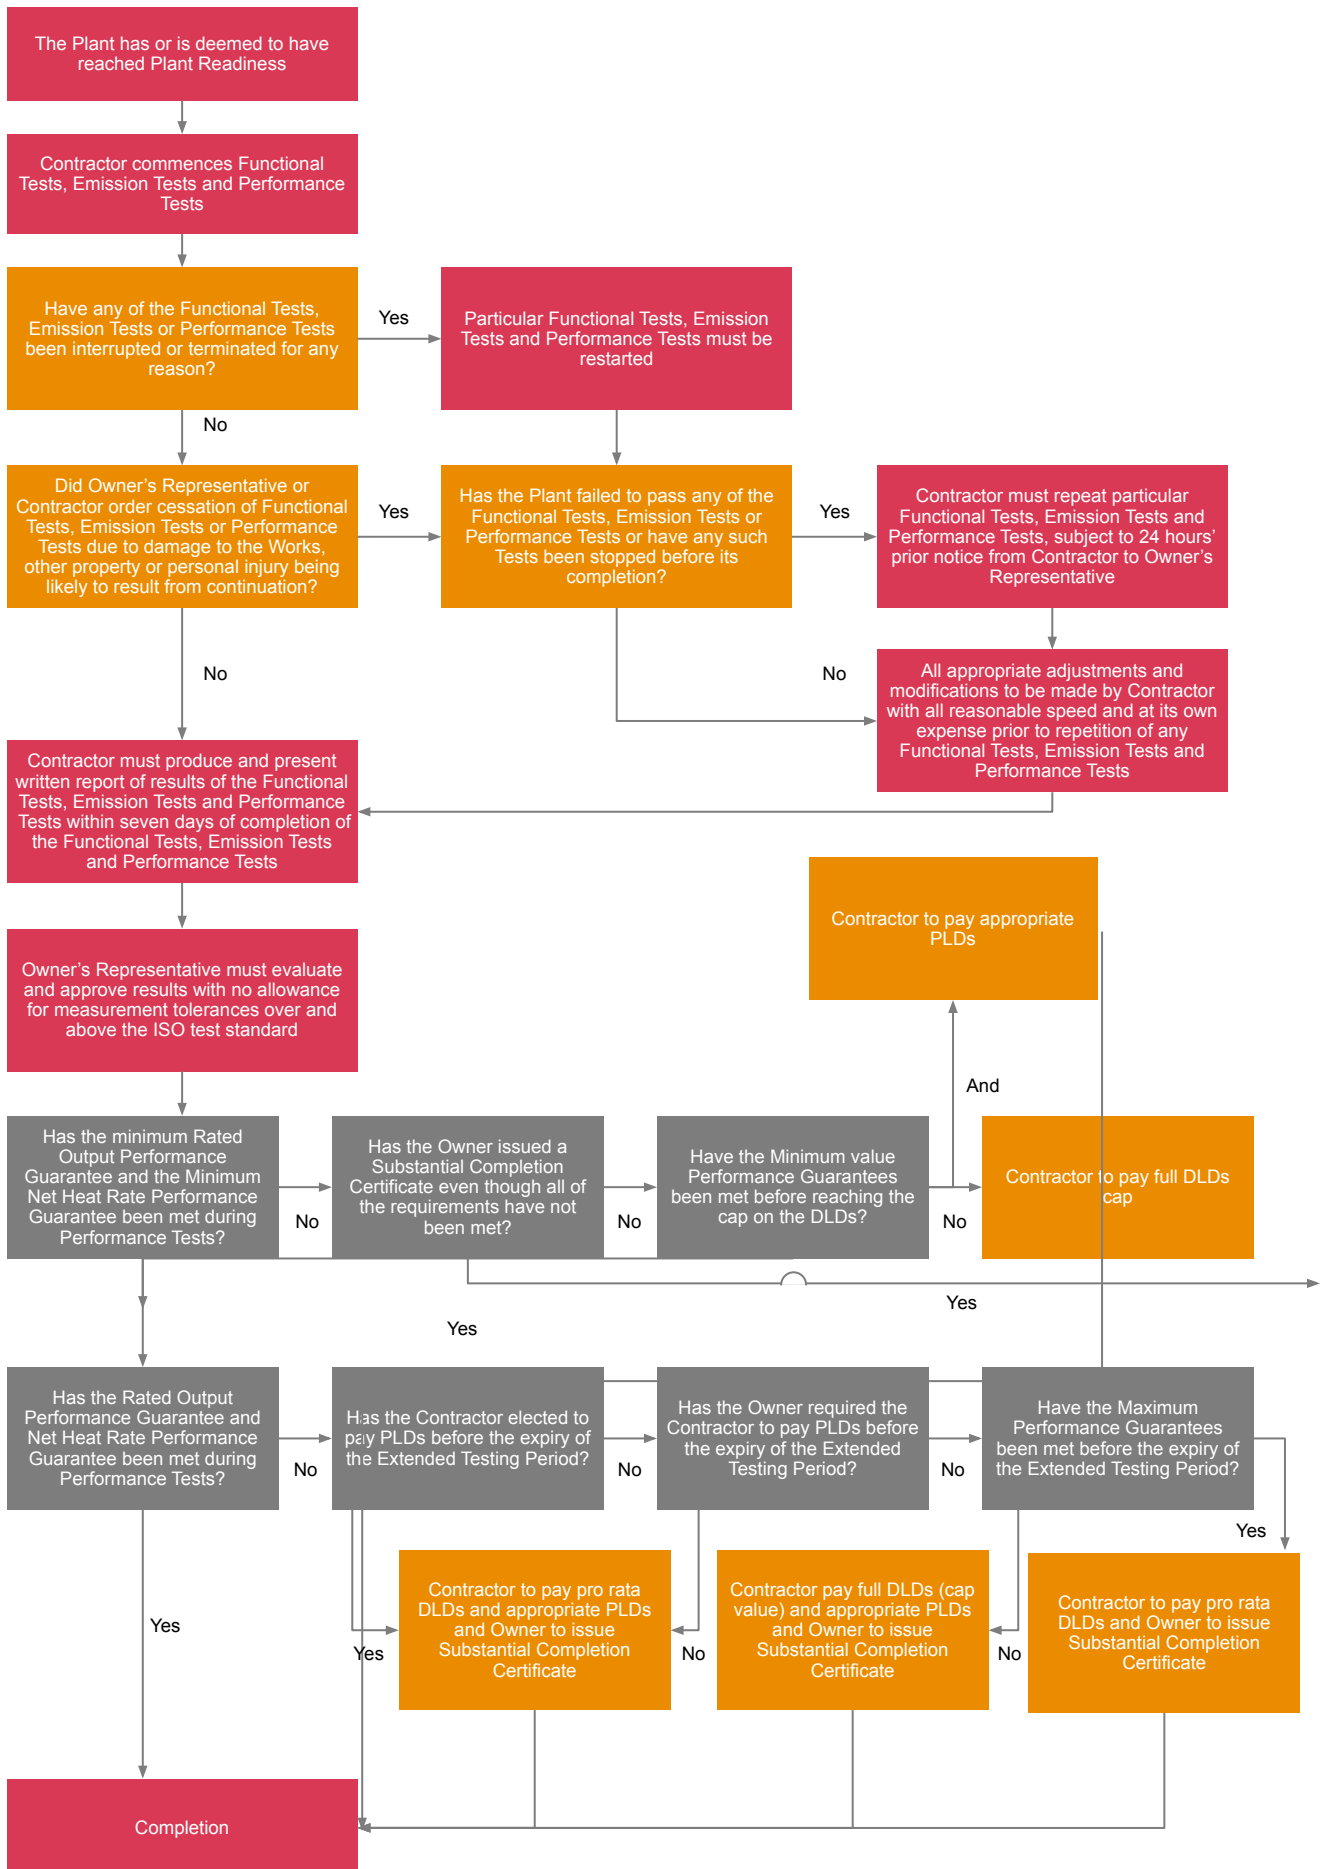 The Plant has or is deemed to have
reached Plant Readiness
Contractor commences Functional
Tests, Emission Tests and Performance
Tests
Have any of the Functional Tests,
Emission Tests or Performance Tests
been interrupted or terminated for any
reason?
Yes
Particular Functional Tests, Emission
Tests and Performance Tests must be
restarted
No
Did Owner’s Representative or
Contractor order cessation of Functional
Tests, Emission Tests or Performance
Tests due to damage to the Works,
other property or personal injury being
likely to result from continuation?
Yes
Has the Plant failed to pass any of the
Functional Tests, Emission Tests or
Performance Tests or have any such
Tests been stopped before its
completion?
Yes
Contractor must repeat particular
Functional Tests, Emission Tests and
Performance Tests, subject to 24 hours’
prior notice from Contractor to Owner’s
Representative
No
No
All appropriate adjustments and
modifications to be made by Contractor
with all reasonable speed and at its own
expense prior to repetition of any
Functional Tests, Emission Tests and
Performance Tests
Contractor must produce and present
written report of results of the Functional
Tests, Emission Tests and Performance
Tests within seven days of completion of
the Functional Tests, Emission Tests
and Performance Tests
Contractor to pay appropriate
PLDs
Owner’s Representative must evaluate
and approve results with no allowance
for measurement tolerances over and
above the ISO test standard
And
Has the minimum Rated
Output Performance
Guarantee and the Minimum
Net Heat Rate Performance
Guarantee been met during
Performance Tests?
No
Has the Owner issued a
Substantial Completion
Certificate even though all of
the requirements have not
been met?
No
Have the Minimum value
Performance Guarantees
been met before reaching the
cap on the DLDs?
No
Contractor to pay full DLDs
cap
Yes
Yes
Has the Rated Output
Performance Guarantee and
Net Heat Rate Performance
Guarantee been met during
Performance Tests?
No
Has the Contractor elected to
pay PLDs before the expiry of
the Extended Testing Period?
No
Has the Owner required the
Contractor to pay PLDs before
the expiry of the Extended
Testing Period?
No
Have the Maximum
Performance Guarantees
been met before the expiry of
the Extended Testing Period?
Yes
Yes
Yes
Contractor to pay pro rata
DLDs and appropriate PLDs
and Owner to issue
Substantial Completion
Certificate
No
Contractor pay full DLDs (cap
value) and appropriate PLDs
and Owner to issue
Substantial Completion
Certificate
No
Contractor to pay pro rata
DLDs and Owner to issue
Substantial Completion
Certificate
Completion